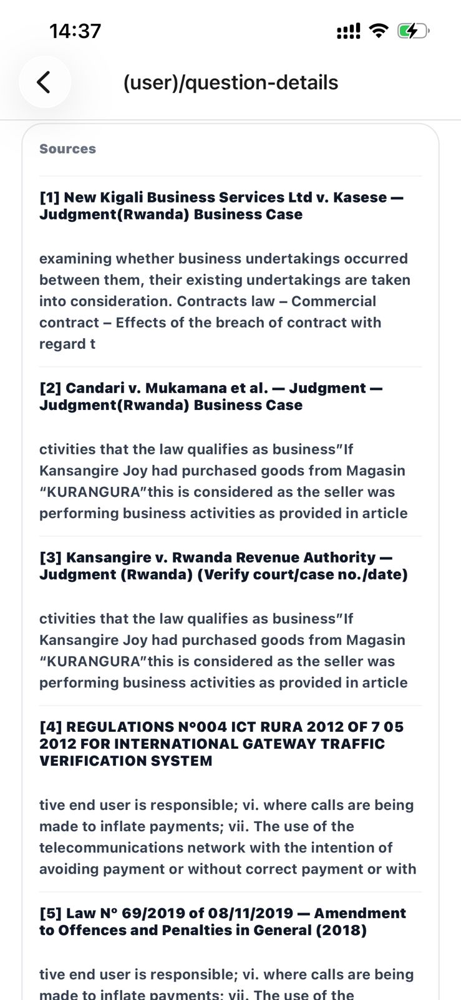 14:37
(user)/question-details
Sources
[1] New Kigali Business Services Ltd v. Kasese —
Judgment(Rwanda) Business Case
examining whether business undertakings occurred
between them, their existing undertakings are taken
into consideration. Contracts law – Commercial
contract – Effects of the breach of contract with
regard t
[2] Candari v. Mukamana et al. — Judgment —
Judgment(Rwanda) Business Case
ctivities that the law qualifies as business”If
Kansangire Joy had purchased goods from Magasin
“KURANGURA”this is considered as the seller was
performing business activities as provided in article
[3] Kansangire v. Rwanda Revenue Authority —
Judgment (Rwanda) (Verify court/case no./date)
ctivities that the law qualifies as business”If
Kansangire Joy had purchased goods from Magasin
“KURANGURA”this is considered as the seller was
performing business activities as provided in article
[4] REGULATIONS Nº004 ICT RURA 2012 OF 7 05
2012 FOR INTERNATIONAL GATEWAY TRAFFIC
VERIFICATION SYSTEM
tive end user is responsible; vi. where calls are being
made to inflate payments; vii. The use of the
telecommunications network with the intention of
avoiding payment or without correct payment or with
[5] Law Nº 69/2019 of 08/11/2019 — Amendment
to Offences and Penalties in General (2018)
tive end user is responsible; vi. where calls are being
made to inflate payments; vii. The use of the